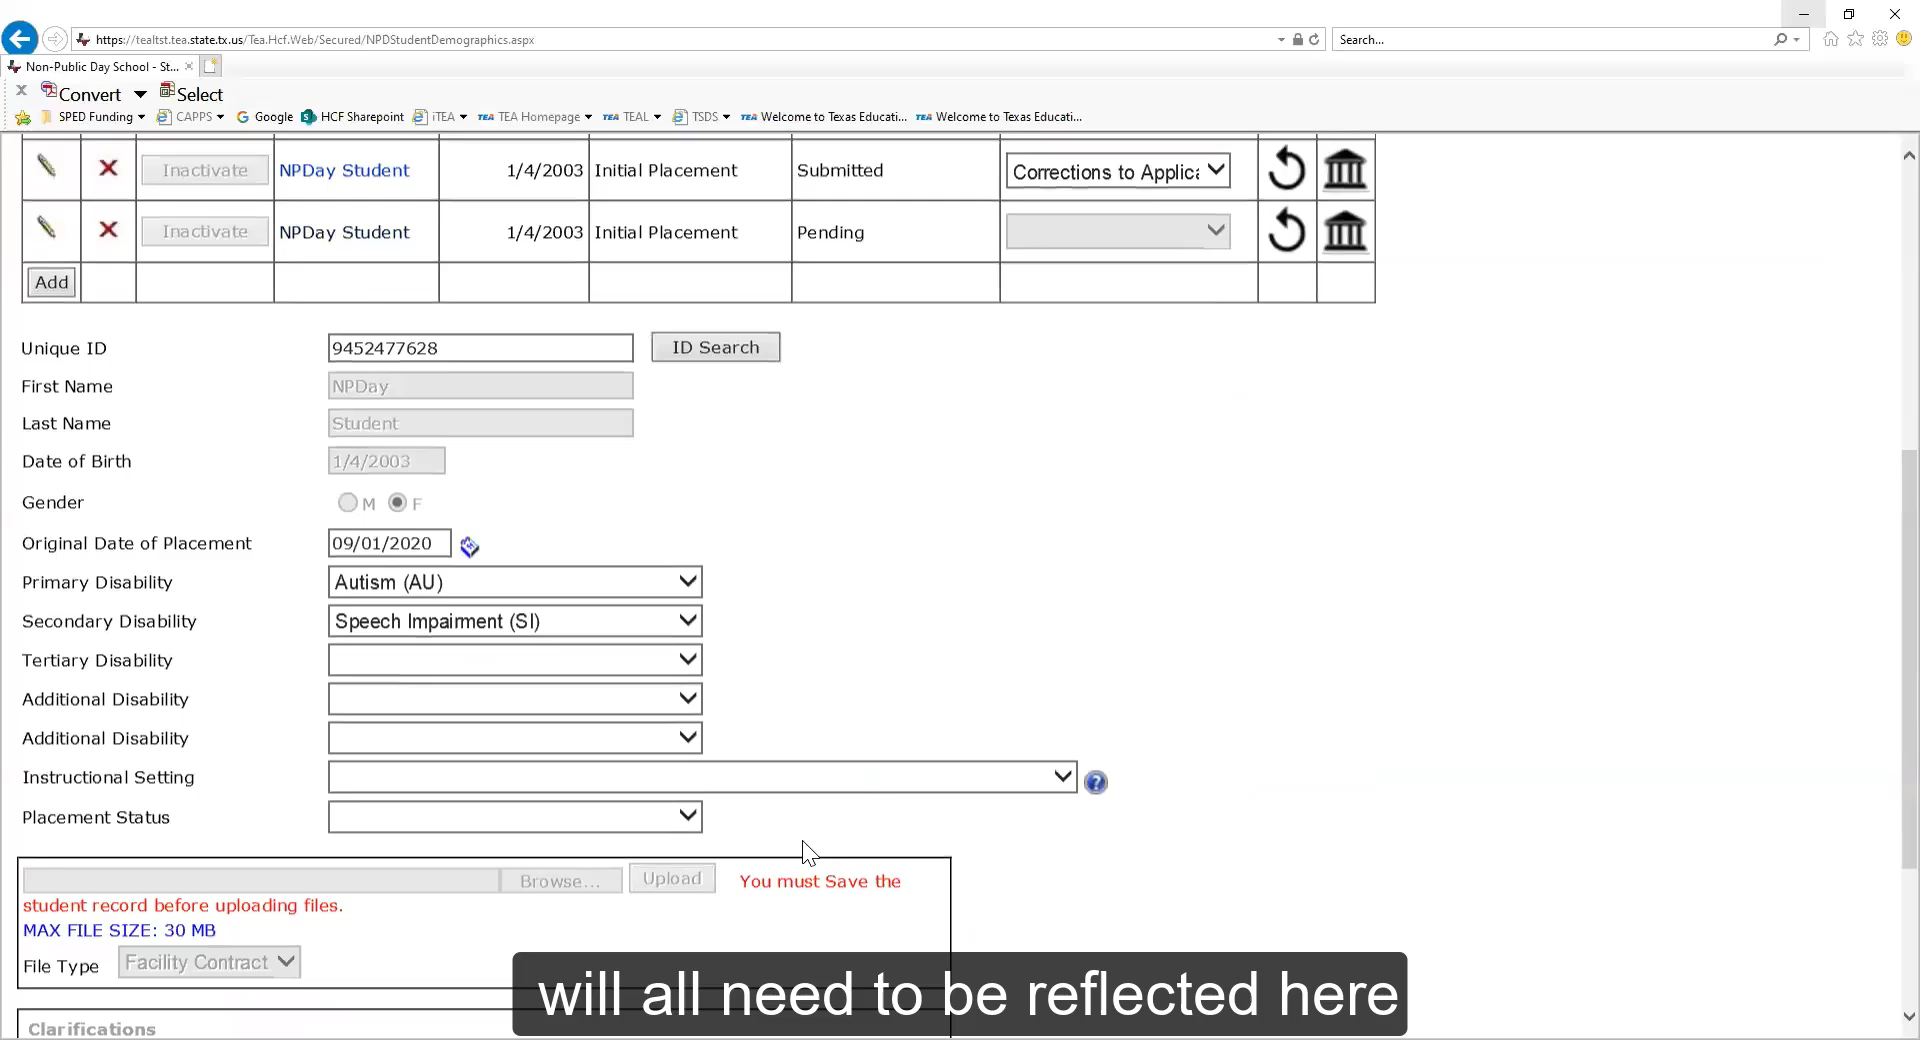 https://tealtst.tea.state.tx.us/Tea.Hcf.Web/Secured/NPDStudentDemographics.aspx
Search...
Non-Public Day School - St...
x Convert Select
SPED Funding CAPPS Google HCF Sharepoint iTEA TEA TEA Homepage TEA TEAL TSDS TEA Welcome to Texas Educati... TEA Welcome to Texas Educati...
Inactivate NPDay Student 1/4/2003 Initial Placement Submitted Corrections to Applica
Inactivate NPDay Student 1/4/2003 Initial Placement Pending
Add
Unique ID 9452477628 ID Search
First Name NPDay
Last Name Student
Date of Birth 1/4/2003
Gender M F
Original Date of Placement 09/01/2020
Primary Disability Autism (AU)
Secondary Disability Speech Impairment (SI)
Tertiary Disability
Additional Disability
Additional Disability
Instructional Setting ?
Placement Status
Browse... Upload You must Save the
student record before uploading files.
MAX FILE SIZE: 30 MB
File Type Facility Contract
will all need to be reflected here
Clarifications